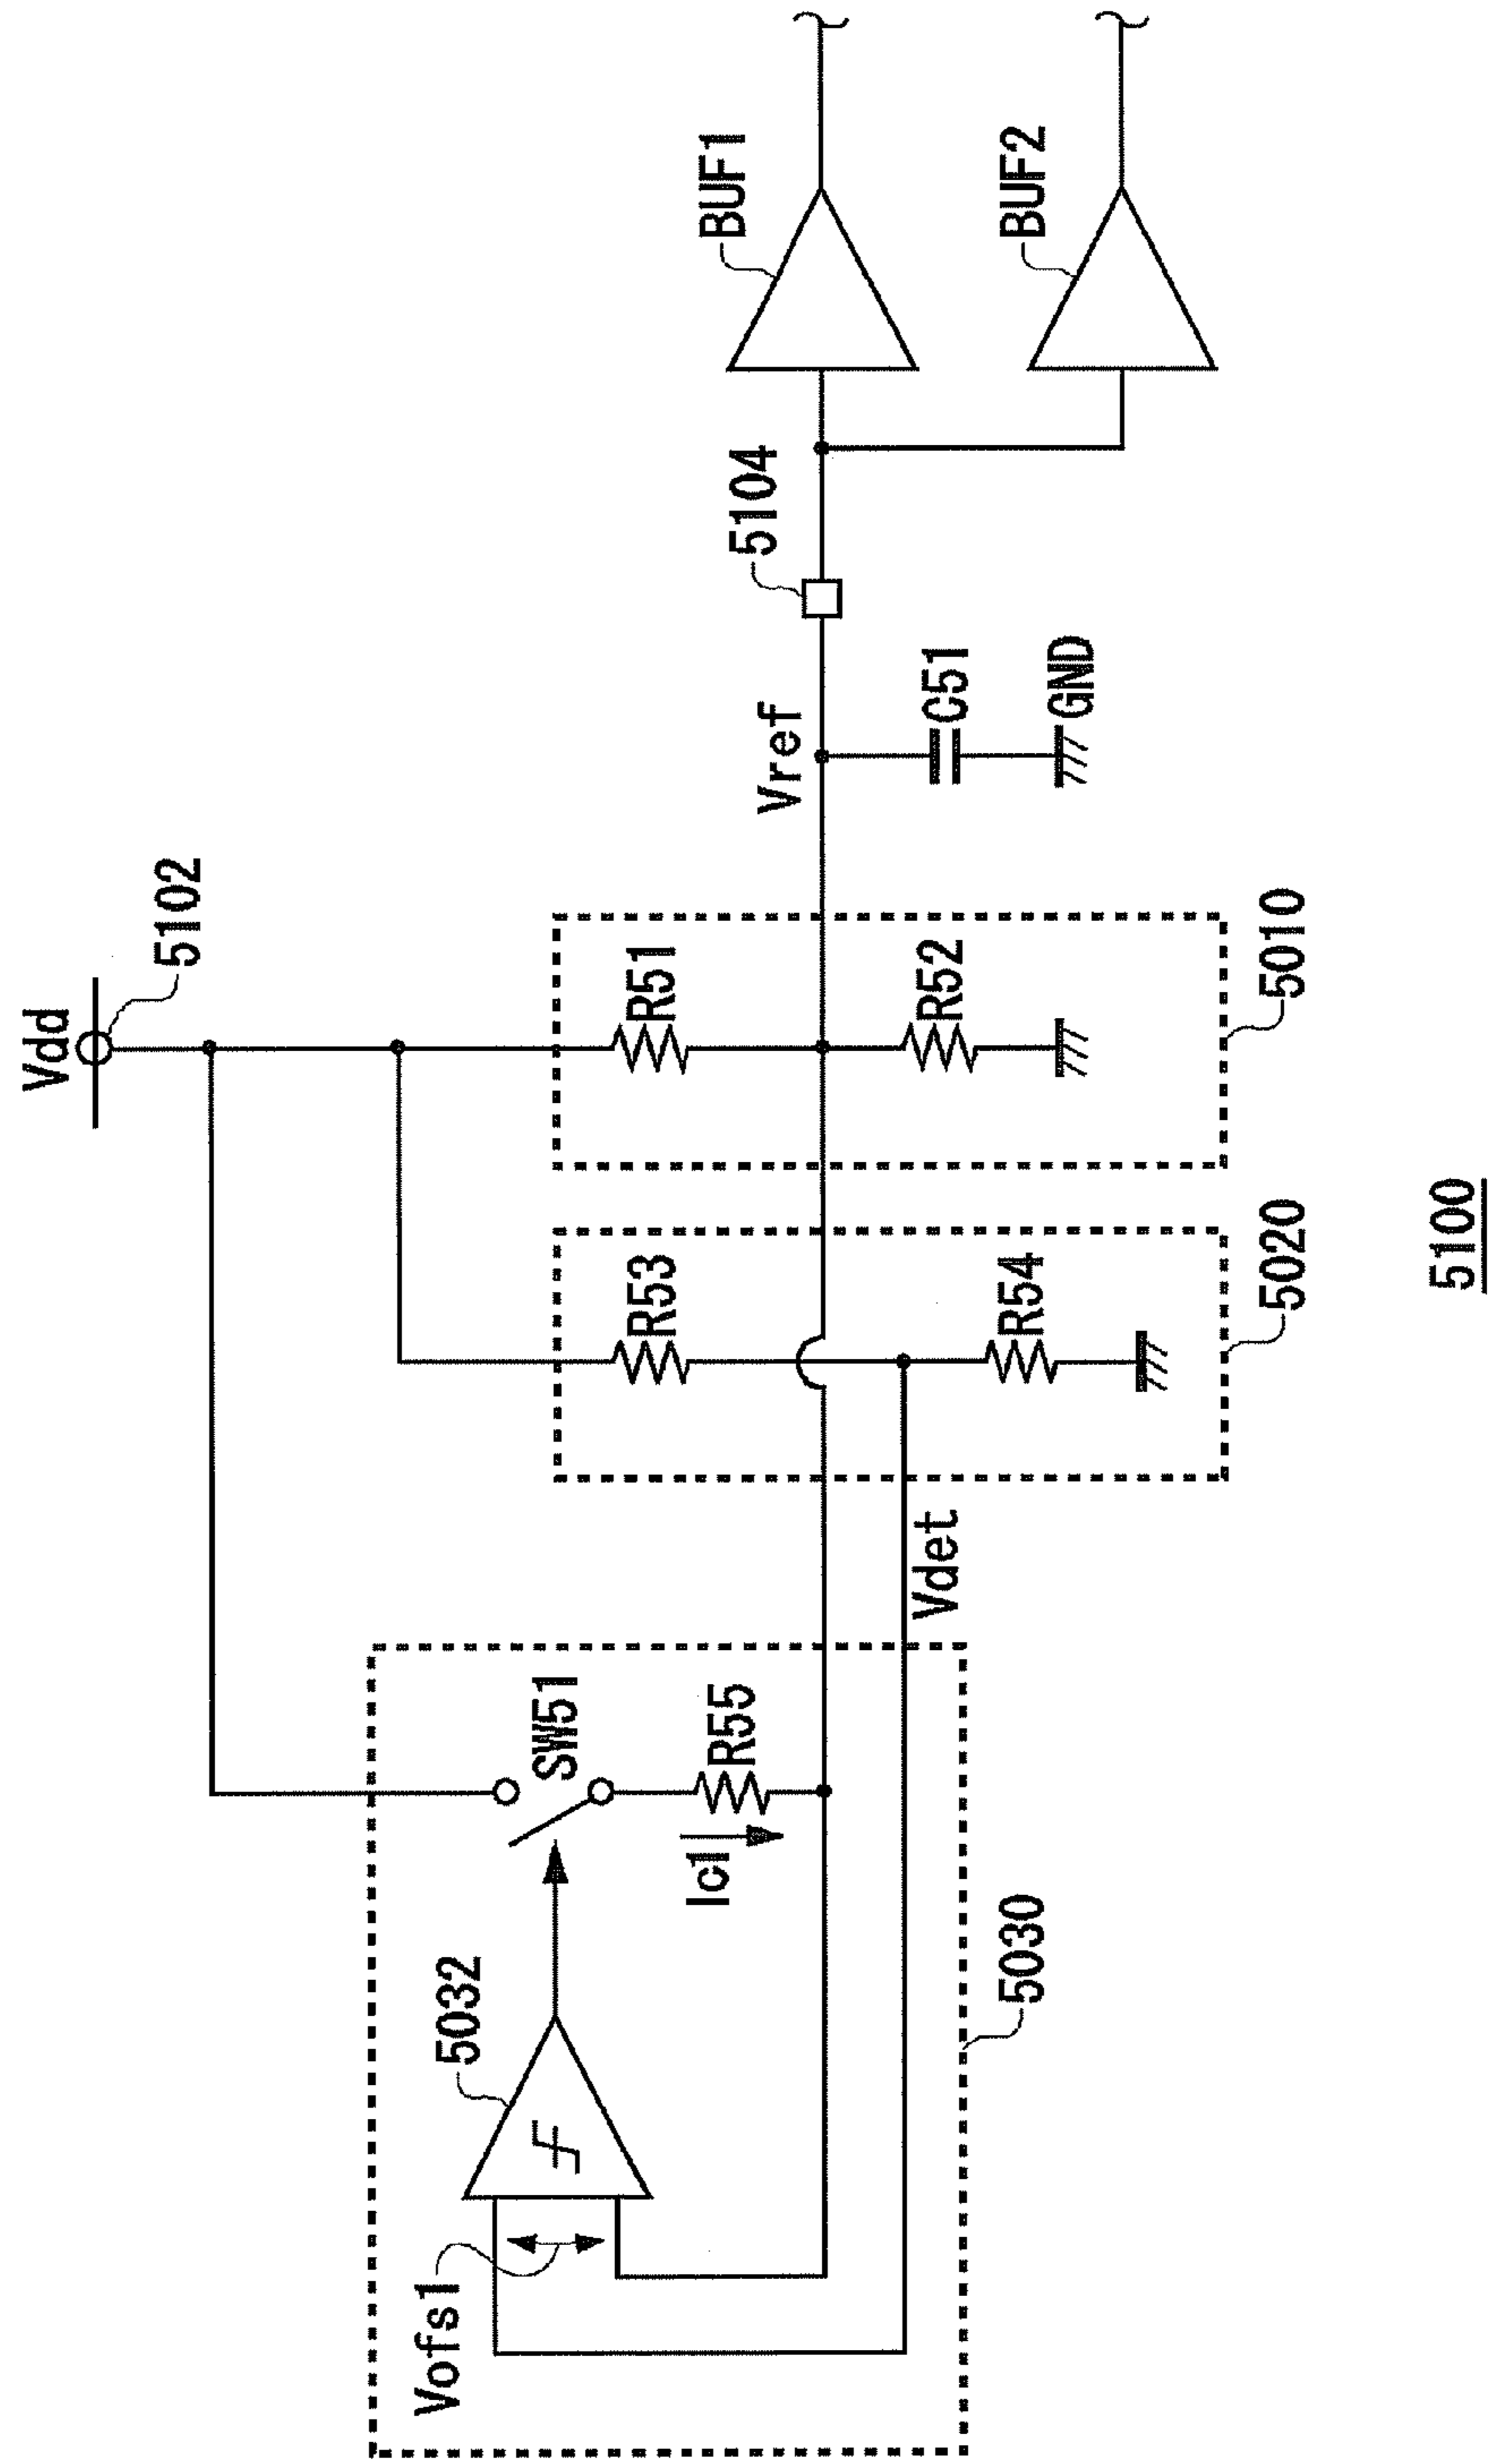 Vdd
5102
BUF1
BUF2
5104
Vref
C51
GND
R51
R52
5010
R53
R54
5020
Vdet
SW51
R55
Ic1
5032
Vofs1
5030
5100